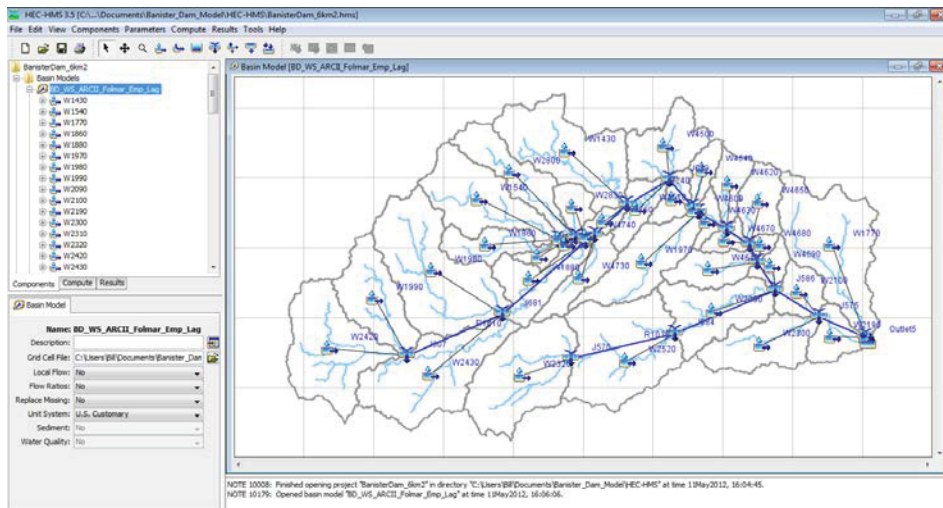 HEC-HMS 3.5 [C:\...\Documents\Banister_Dam_Model\HEC-HMS\BanisterDam_6km2.hms]
File Edit View Components Parameters Compute Results Tools Help
BanisterDam_6km2
Basin Models
BD_WS_ARCII_Folmar_Emp_Lag
W1430
W1540
W1770
W1860
W1880
W1970
W1980
W1990
W2090
W2100
W2190
W2300
W2310
W2320
W2420
W2430
Components Compute Results
Basin Model
Name: BD_WS_ARCII_Folmar_Emp_Lag
Description:
Grid Cell File: C:\Users\Bill\Documents\Banister_Dam
Local Flow: No
Flow Ratios: No
Replace Missing: No
Unit System: U.S. Customary
Sediment: No
Water Quality: No
Basin Model [BD_WS_ARCII_Folmar_Emp_Lag]
W1430
W4500
W2800
W4620
W4650
W1540
W4740
W4670
W4680
W1770
W1970
W4730
W1990
J681
J586
J576
Outlet5
W2420
W2430
W2520
NOTE 10008: Finished opening project "BanisterDam_6km2" in directory "C:\Users\Bill\Documents\Banister_Dam_Model\HEC-HMS" at time 11May2012, 16:04:45.
NOTE 10179: Opened basin model "BD_WS_ARCII_Folmar_Emp_Lag" at time 11May2012, 16:06:06.